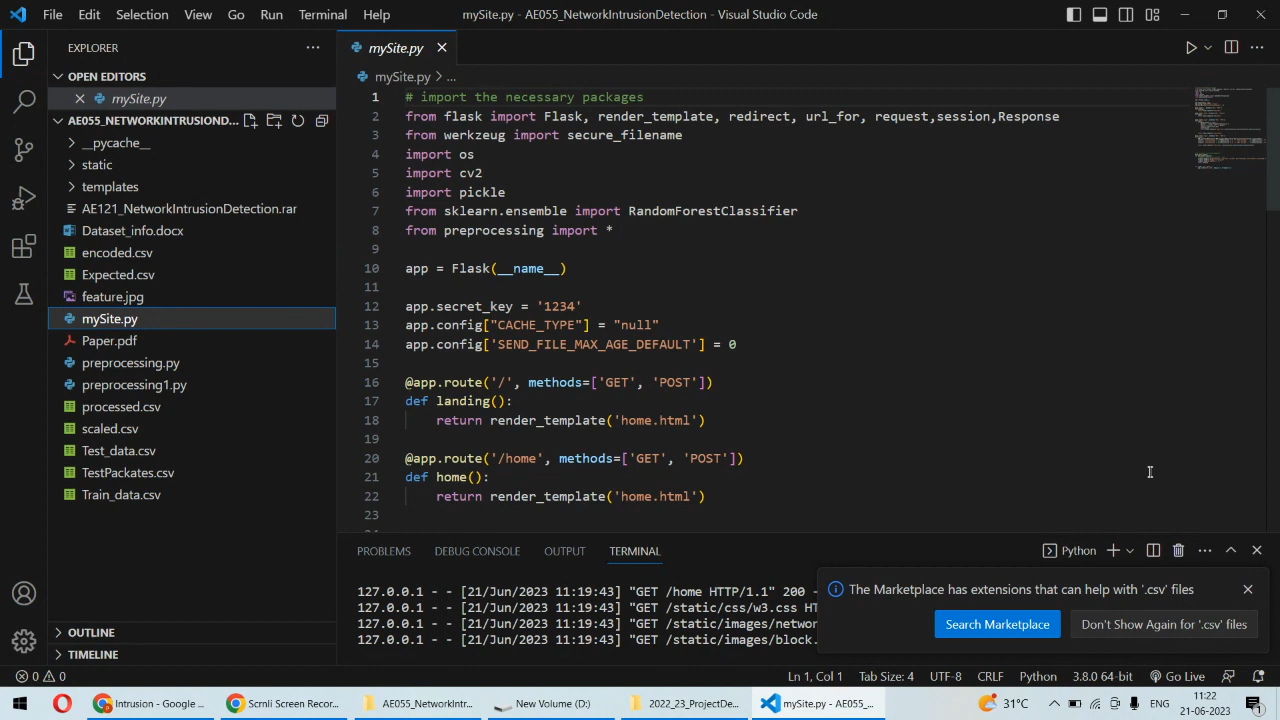 File Edit Selection View Go Run Terminal Help mySite.py - AE055_NetworkIntrusionDetection - Visual Studio Code
EXPLORER
OPEN EDITORS
mySite.py
AE055_NETWORKINTRUSIOND...
__pycache__
static
templates
AE121_NetworkIntrusionDetection.rar
Dataset_info.docx
encoded.csv
Expected.csv
feature.jpg
mySite.py
Paper.pdf
preprocessing.py
preprocessing1.py
processed.csv
scaled.csv
Test_data.csv
TestPackates.csv
Train_data.csv
OUTLINE
TIMELINE
mySite.py
mySite.py > ...
1 # import the necessary packages
2 from flask import Flask, render_template, redirect, url_for, request,session,Response
3 from werkzeug import secure_filename
4 import os
5 import cv2
6 import pickle
7 from sklearn.ensemble import RandomForestClassifier
8 from preprocessing import *
9
10 app = Flask(__name__)
11
12 app.secret_key = '1234'
13 app.config["CACHE_TYPE"] = "null"
14 app.config['SEND_FILE_MAX_AGE_DEFAULT'] = 0
15
16 @app.route('/', methods=['GET', 'POST'])
17 def landing():
18 return render_template('home.html')
19
20 @app.route('/home', methods=['GET', 'POST'])
21 def home():
22 return render_template('home.html')
23
PROBLEMS DEBUG CONSOLE OUTPUT TERMINAL Python
127.0.0.1 - - [21/Jun/2023 11:19:43] "GET /home HTTP/1.1" 200 -
127.0.0.1 - - [21/Jun/2023 11:19:43] "GET /static/css/w3.css HT
127.0.0.1 - - [21/Jun/2023 11:19:43] "GET /static/images/networ
127.0.0.1 - - [21/Jun/2023 11:19:43] "GET /static/images/block.
The Marketplace has extensions that can help with '.csv' files
Search Marketplace Don't Show Again for '.csv' files
0 0 Ln 1, Col 1 Tab Size: 4 UTF-8 CRLF Python 3.8.0 64-bit Go Live
Intrusion - Google ... Scrnli Screen Recor... AE055_NetworkIntr... New Volume (D:) 2022_23_ProjectDe... mySite.py - AE055_... 31°C ENG 11:22
21-06-2023 1